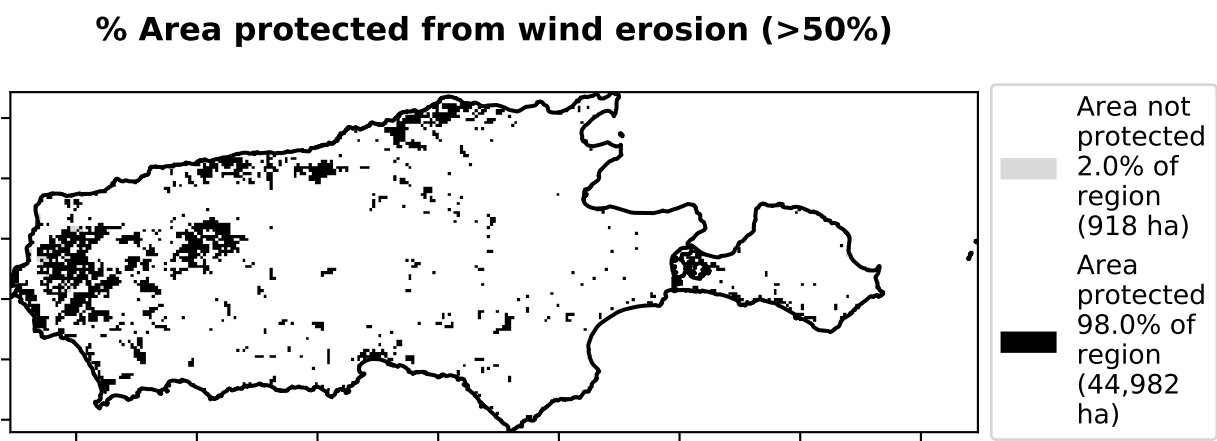 % Area protected from wind erosion (>50%)
Area not
protected
2.0% of
region
(918 ha)
Area
protected
98.0% of
region
(44,982
ha)